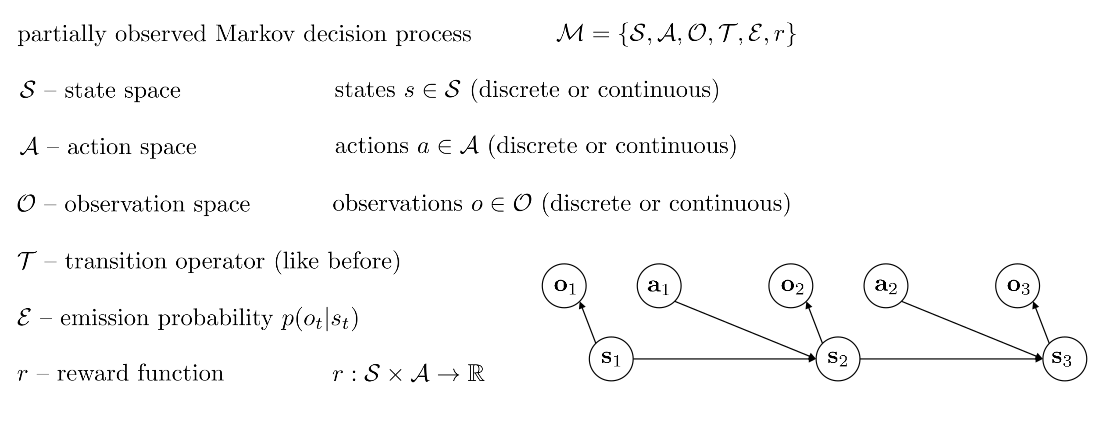 partially observed Markov decision process    $\mathcal{M} = \{\mathcal{S}, \mathcal{A}, \mathcal{O}, \mathcal{T}, \mathcal{E}, r\}$
$\mathcal{S}$ – state space    states $s \in \mathcal{S}$ (discrete or continuous)
$\mathcal{A}$ – action space    actions $a \in \mathcal{A}$ (discrete or continuous)
$\mathcal{O}$ – observation space    observations $o \in \mathcal{O}$ (discrete or continuous)
$\mathcal{T}$ – transition operator (like before)
$\mathcal{E}$ – emission probability $p(o_t|s_t)$
$r$ – reward function    $r : \mathcal{S} \times \mathcal{A} \to \mathbb{R}$
$\mathbf{o}_1$ $\mathbf{a}_1$ $\mathbf{o}_2$ $\mathbf{a}_2$ $\mathbf{o}_3$
$\mathbf{s}_1$ $\mathbf{s}_2$ $\mathbf{s}_3$